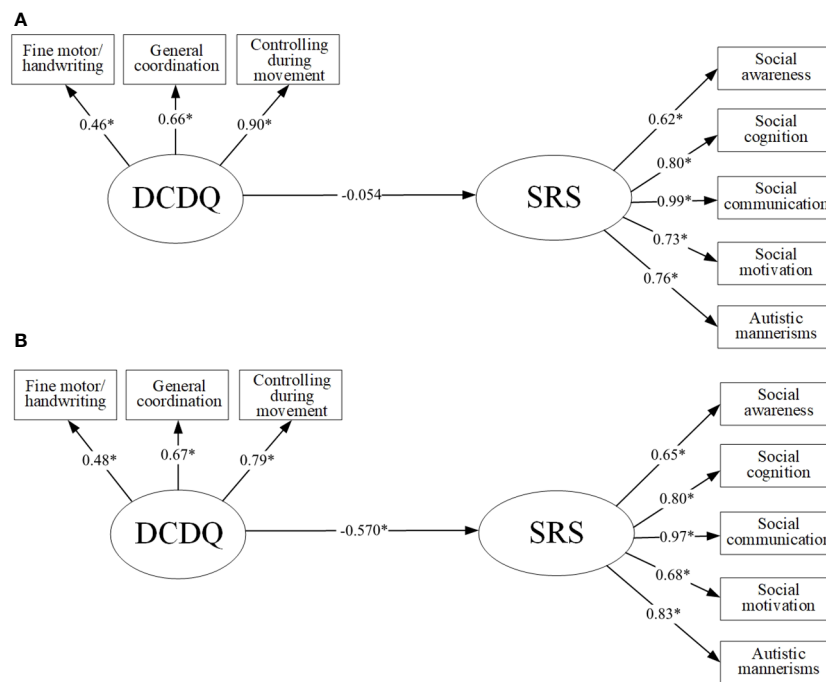 A
Fine motor/
handwriting
General
coordination
Controlling
during
movement
0.46*
0.66*
0.90*
DCDQ
-0.054
SRS
0.62*
0.80*
0.99*
0.73*
0.76*
Social
awareness
Social
cognition
Social
communication
Social
motivation
Autistic
mannerisms
B
Fine motor/
handwriting
General
coordination
Controlling
during
movement
0.48*
0.67*
0.79*
DCDQ
-0.570*
SRS
0.65*
0.80*
0.97*
0.68*
0.83*
Social
awareness
Social
cognition
Social
communication
Social
motivation
Autistic
mannerisms